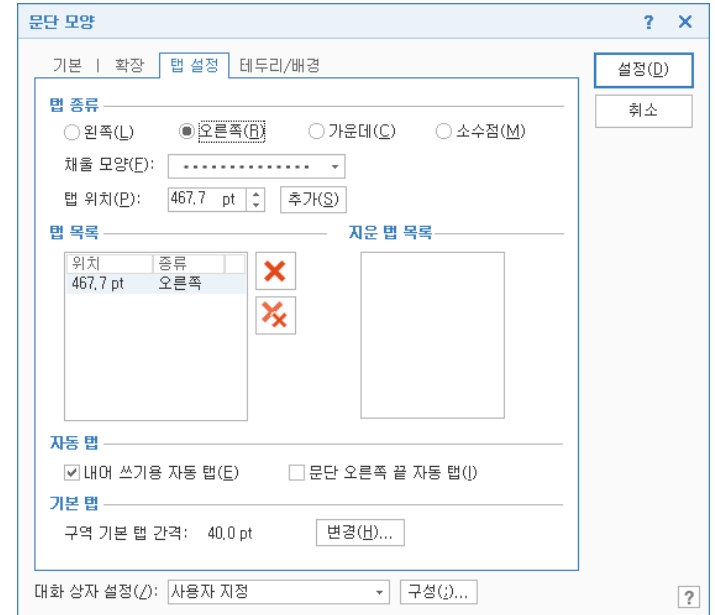 문단 모양 ? ×
기본 | 확장 탭 설정 테두리/배경
설정(D)
취소
탭 종류
왼쪽(L) 오른쪽(R) 가운데(C) 소수점(M)
채울 모양(F):
탭 위치(P): 467.7 pt 추가(S)
탭 목록 지운 탭 목록
위치 종류
467.7 pt 오른쪽
자동 탭
내어 쓰기용 자동 탭(E) 문단 오른쪽 끝 자동 탭(I)
기본 탭
구역 기본 탭 간격: 40.0 pt 변경(H)...
대화 상자 설정(/): 사용자 지정 구성(;)... ?